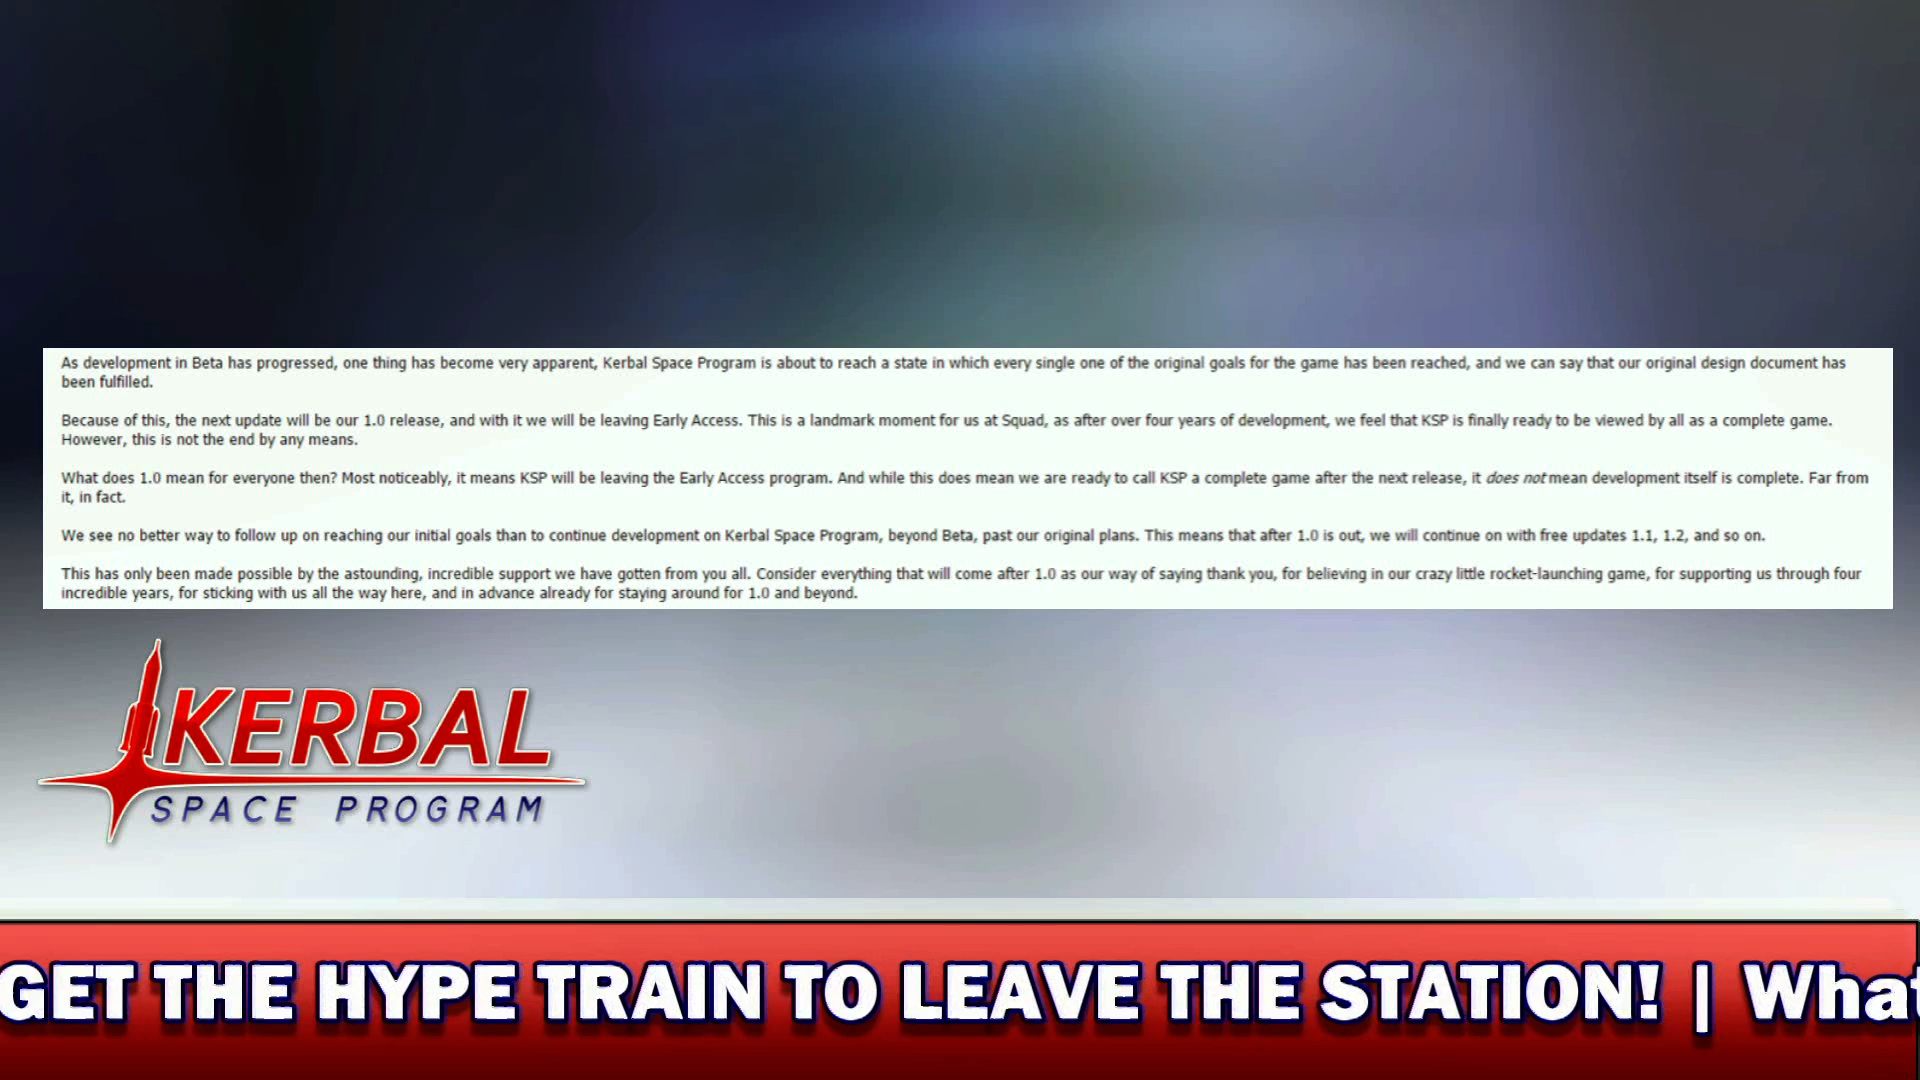 As development in Beta has progressed, one thing has become very apparent, Kerbal Space Program is about to reach a state in which every single one of the original goals for the game has been reached, and we can say that our original design document has
been fulfilled.
Because of this, the next update will be our 1.0 release, and with it we will be leaving Early Access. This is a landmark moment for us at Squad, as after over four years of development, we feel that KSP is finally ready to be viewed by all as a complete game.
However, this is not the end by any means.
What does 1.0 mean for everyone then? Most noticeably, it means KSP will be leaving the Early Access program. And while this does mean we are ready to call KSP a complete game after the next release, it does not mean development itself is complete. Far from
it, in fact.
We see no better way to follow up on reaching our initial goals than to continue development on Kerbal Space Program, beyond Beta, past our original plans. This means that after 1.0 is out, we will continue on with free updates 1.1, 1.2, and so on.
This has only been made possible by the astounding, incredible support we have gotten from you all. Consider everything that will come after 1.0 as our way of saying thank you, for believing in our crazy little rocket-launching game, for supporting us through four
incredible years, for sticking with us all the way here, and in advance already for staying around for 1.0 and beyond.
KERBAL
SPACE PROGRAM
GET THE HYPE TRAIN TO LEAVE THE STATION! | What